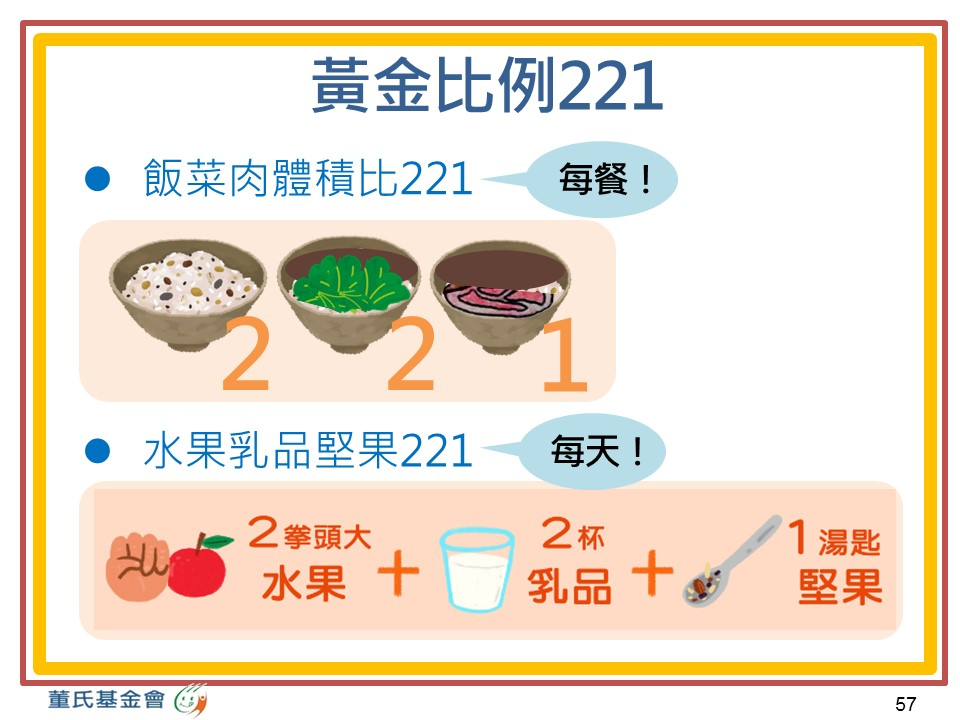 黃金比例221
● 飯菜肉體積比221
每餐！
2 2 1
● 水果乳品堅果221
每天！
2拳頭大
水果
+
2杯
乳品
+
1湯匙
堅果
董氏基金會
57